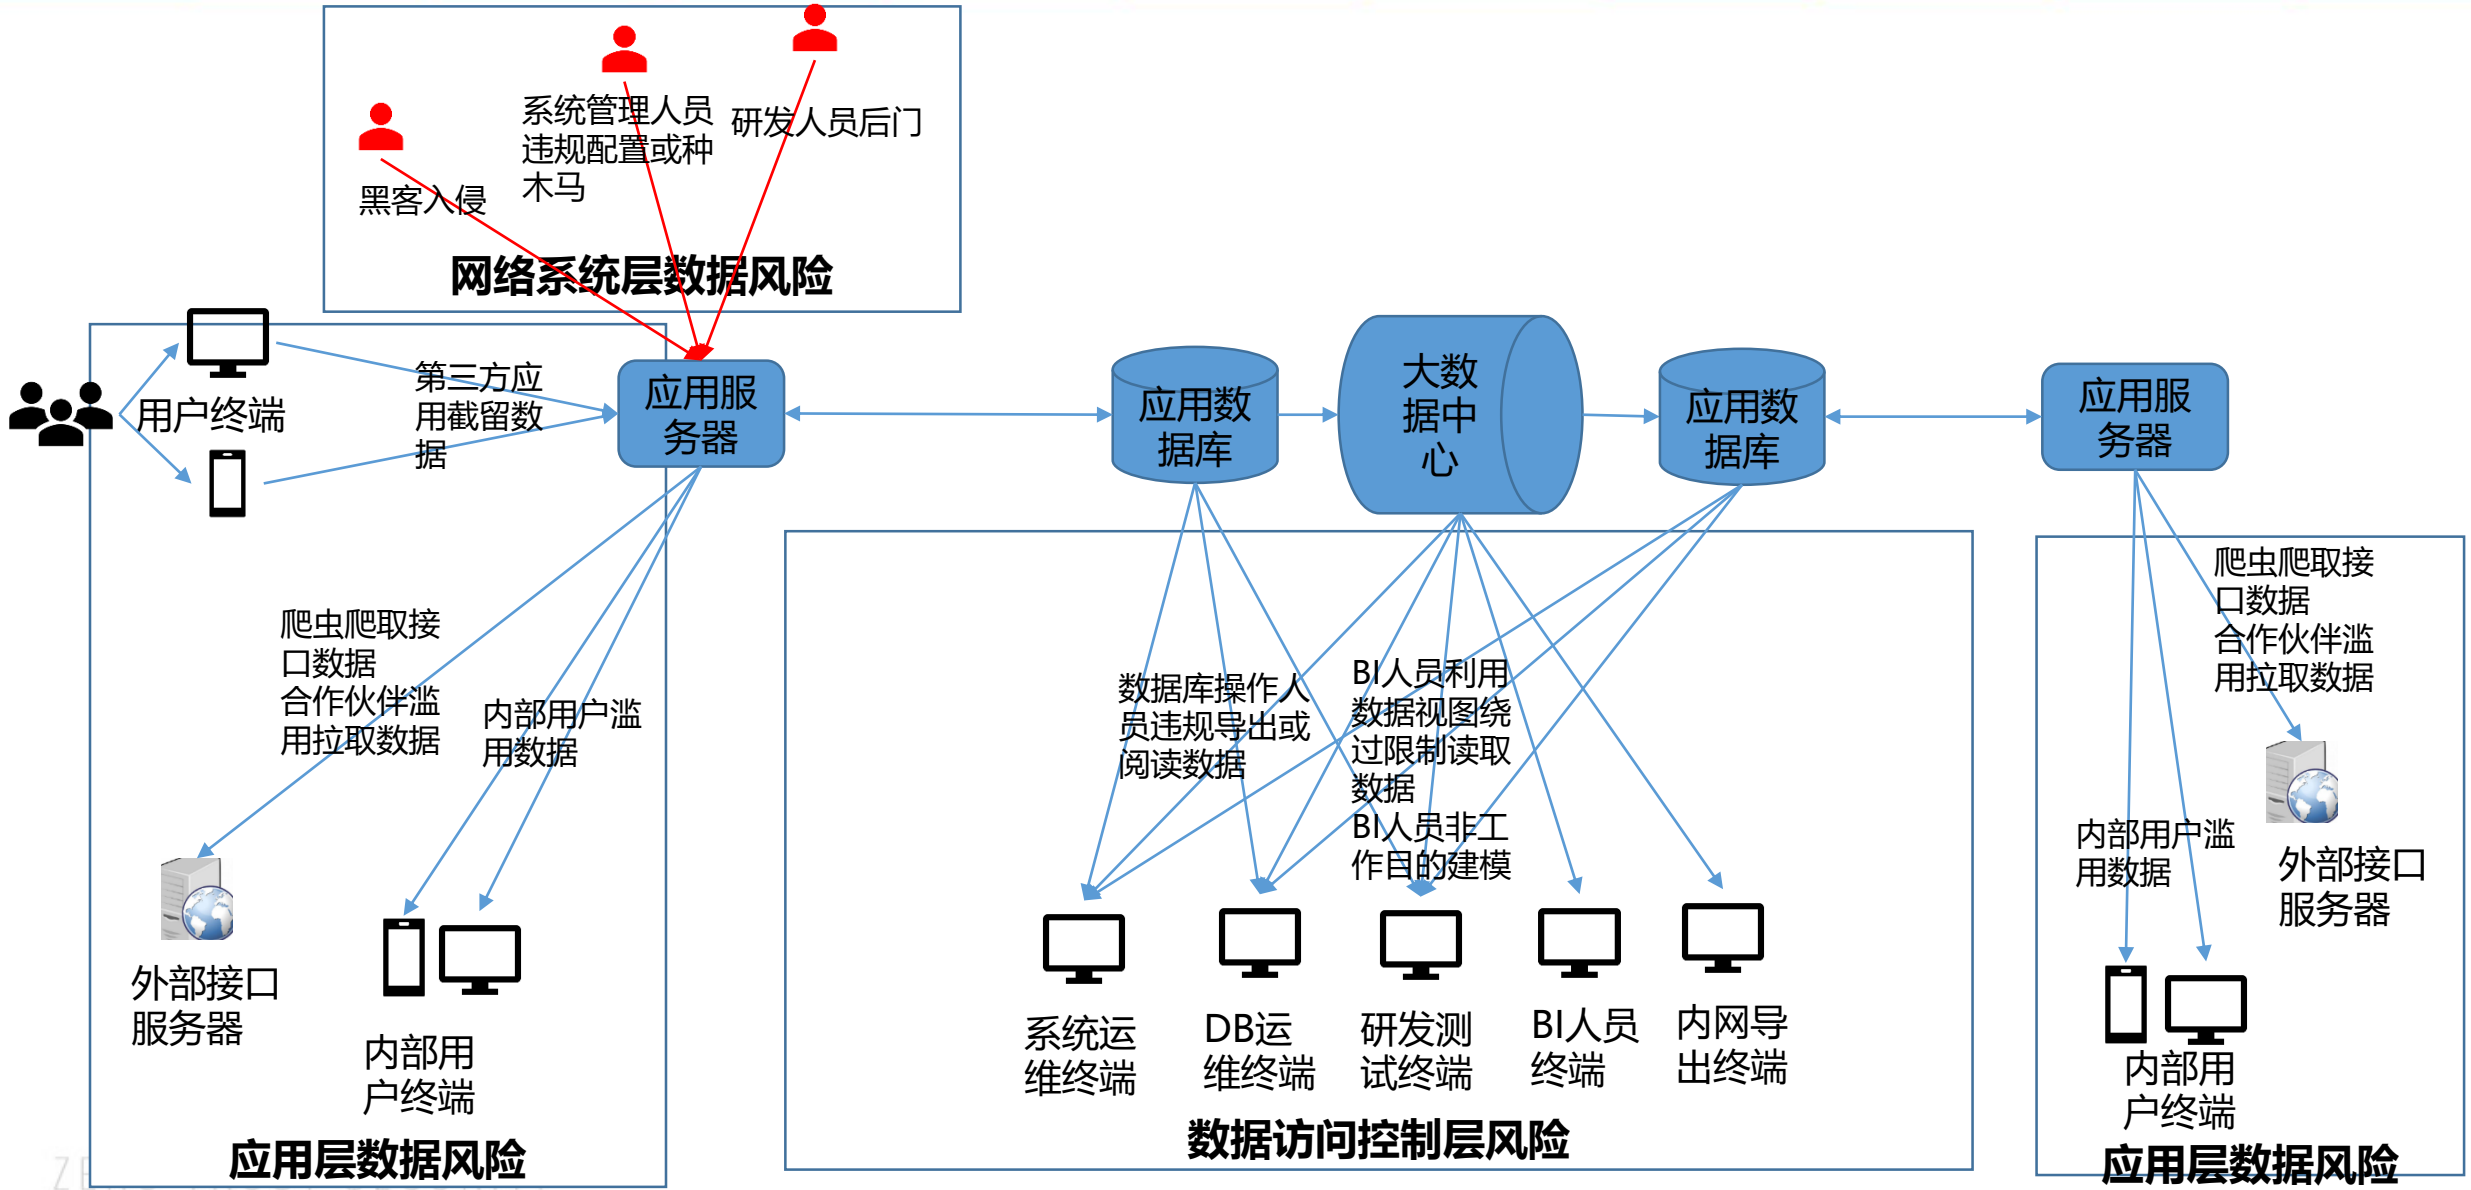 系统管理人员
违规配置或种
木马
研发人员后门
黑客入侵
网络系统层数据风险
用户终端
第三方应
用截留数
据
应用服
务器
应用数
据库
大数
据中
心
应用数
据库
应用服
务器
爬虫爬取接
口数据
合作伙伴滥
用拉取数据
内部用户滥
用数据
外部接口
服务器
内部用
户终端
应用层数据风险
数据库操作人
员违规导出或
阅读数据
BI人员利用
数据视图绕
过限制读取
数据
BI人员非工
作目的建模
系统运
维终端
DB运
维终端
研发测
试终端
BI人员
终端
内网导
出终端
数据访问控制层风险
爬虫爬取接
口数据
合作伙伴滥
用拉取数据
内部用户滥
用数据
外部接口
服务器
内部用
户终端
应用层数据风险